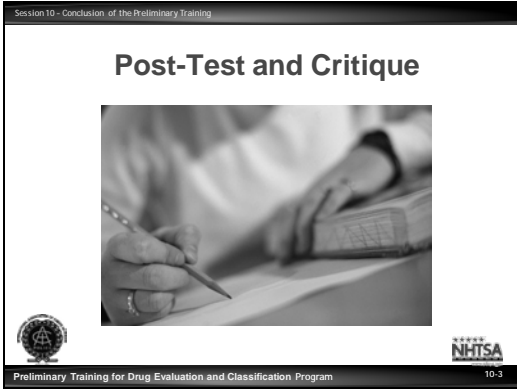 Session 10 - Conclusion of the Preliminary Training
Post-Test and Critique
NHTSA
Preliminary Training for Drug Evaluation and Classification Program
10-3